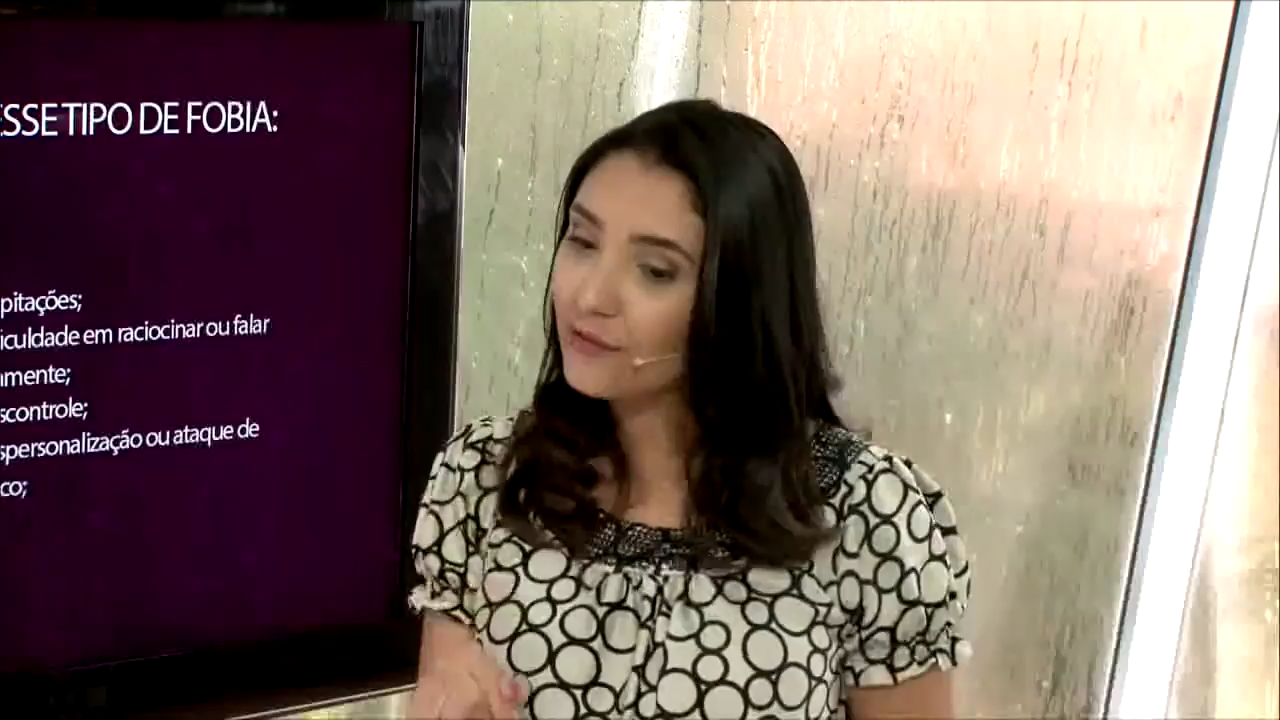 ESSE TIPO DE FOBIA:
pitações;
iculdade em raciocinar ou falar
amente;
scontrole;
spersonalização ou ataque de
co;